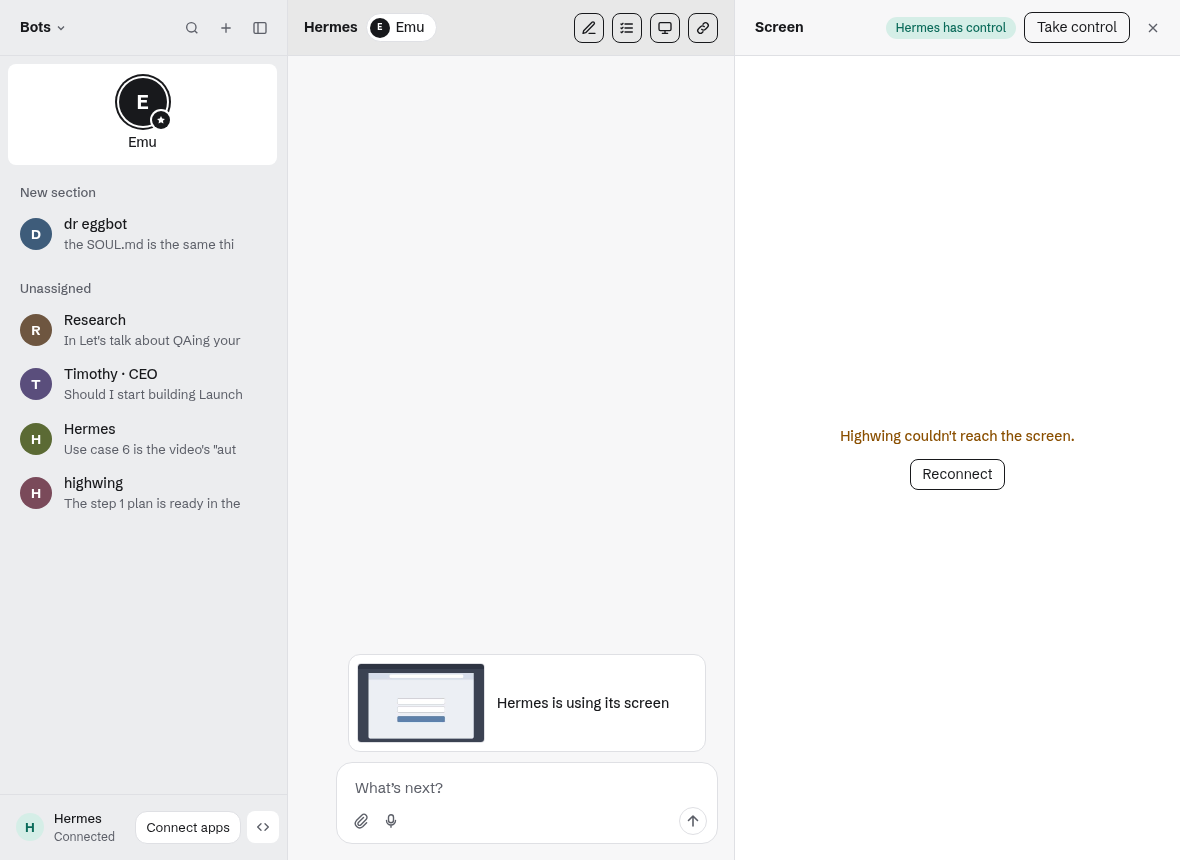 Bots
E
Emu
New section
D
dr eggbot
the SOUL.md is the same thi
Unassigned
R
Research
In Let's talk about QAing your
T
Timothy · CEO
Should I start building Launch
H
Hermes
Use case 6 is the video's "aut
H
highwing
The step 1 plan is ready in the
H
Hermes
Connected
Connect apps
Hermes
E
Emu
Hermes is using its screen
What's next?
Screen
Hermes has control
Take control
Highwing couldn't reach the screen.
Reconnect